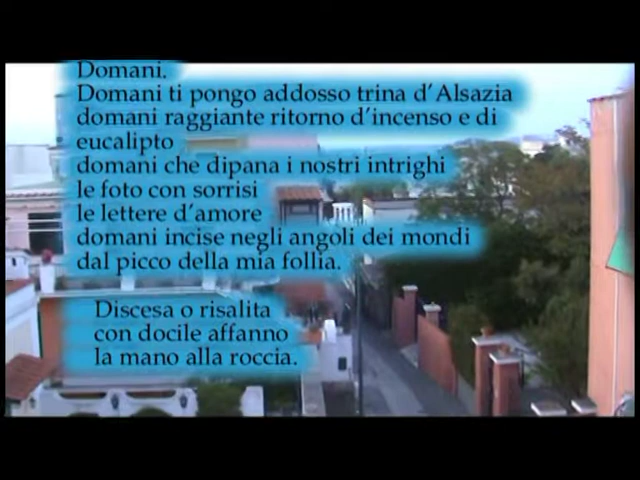 Domani.
Domani ti pongo addosso trina d'Alsazia
domani raggiante ritorno d'incenso e di
eucalipto
domani che dipana i nostri intrighi
le foto con sorrisi
le lettere d'amore
domani incise negli angoli dei mondi
dal picco della mia follia.
Discesa o risalita
con docile affanno
la mano alla roccia.